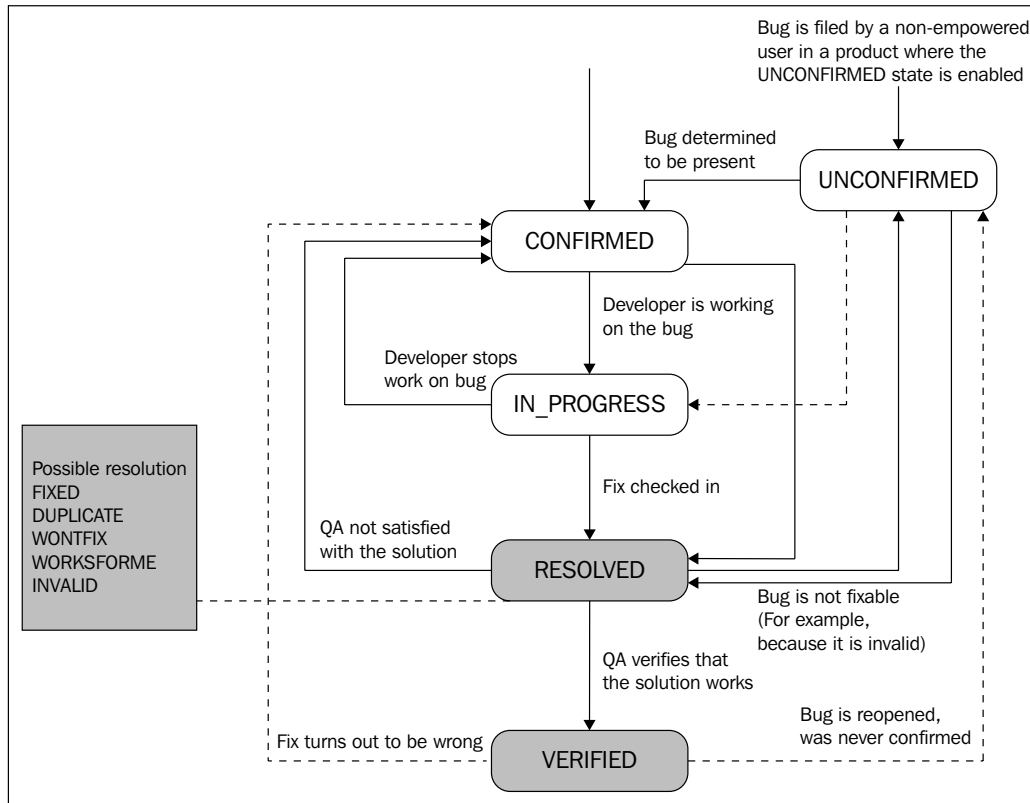 Bug is filed by a non-empowered
user in a product where the
UNCONFIRMED state is enabled
Bug determined
to be present
UNCONFIRMED
CONFIRMED
Developer is working
on the bug
Developer stops
work on bug
IN_PROGRESS
Possible resolution
FIXED
DUPLICATE
WONTFIX
WORKSFORME
INVALID
Fix checked in
QA not satisfied
with the solution
RESOLVED
Bug is not fixable
(For example,
because it is invalid)
QA verifies that
the solution works
Bug is reopened,
was never confirmed
Fix turns out to be wrong
VERIFIED